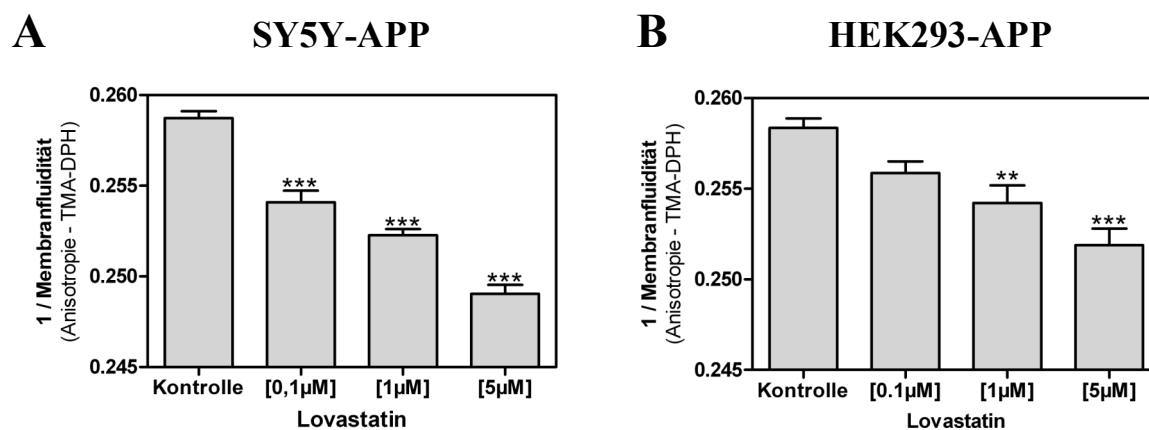 A SY5Y-APP
1 / Membranfluidität
(Anisotropie - TMA-DPH)
0.260
0.255
0.250
0.245
***
***
***
Kontrolle [0,1µM] [1µM] [5µM]
Lovastatin
B HEK293-APP
1 / Membranfluidität
(Anisotropie - TMA-DPH)
0.260
0.255
0.250
0.245
**
***
Kontrolle [0.1µM] [1µM] [5µM]
Lovastatin